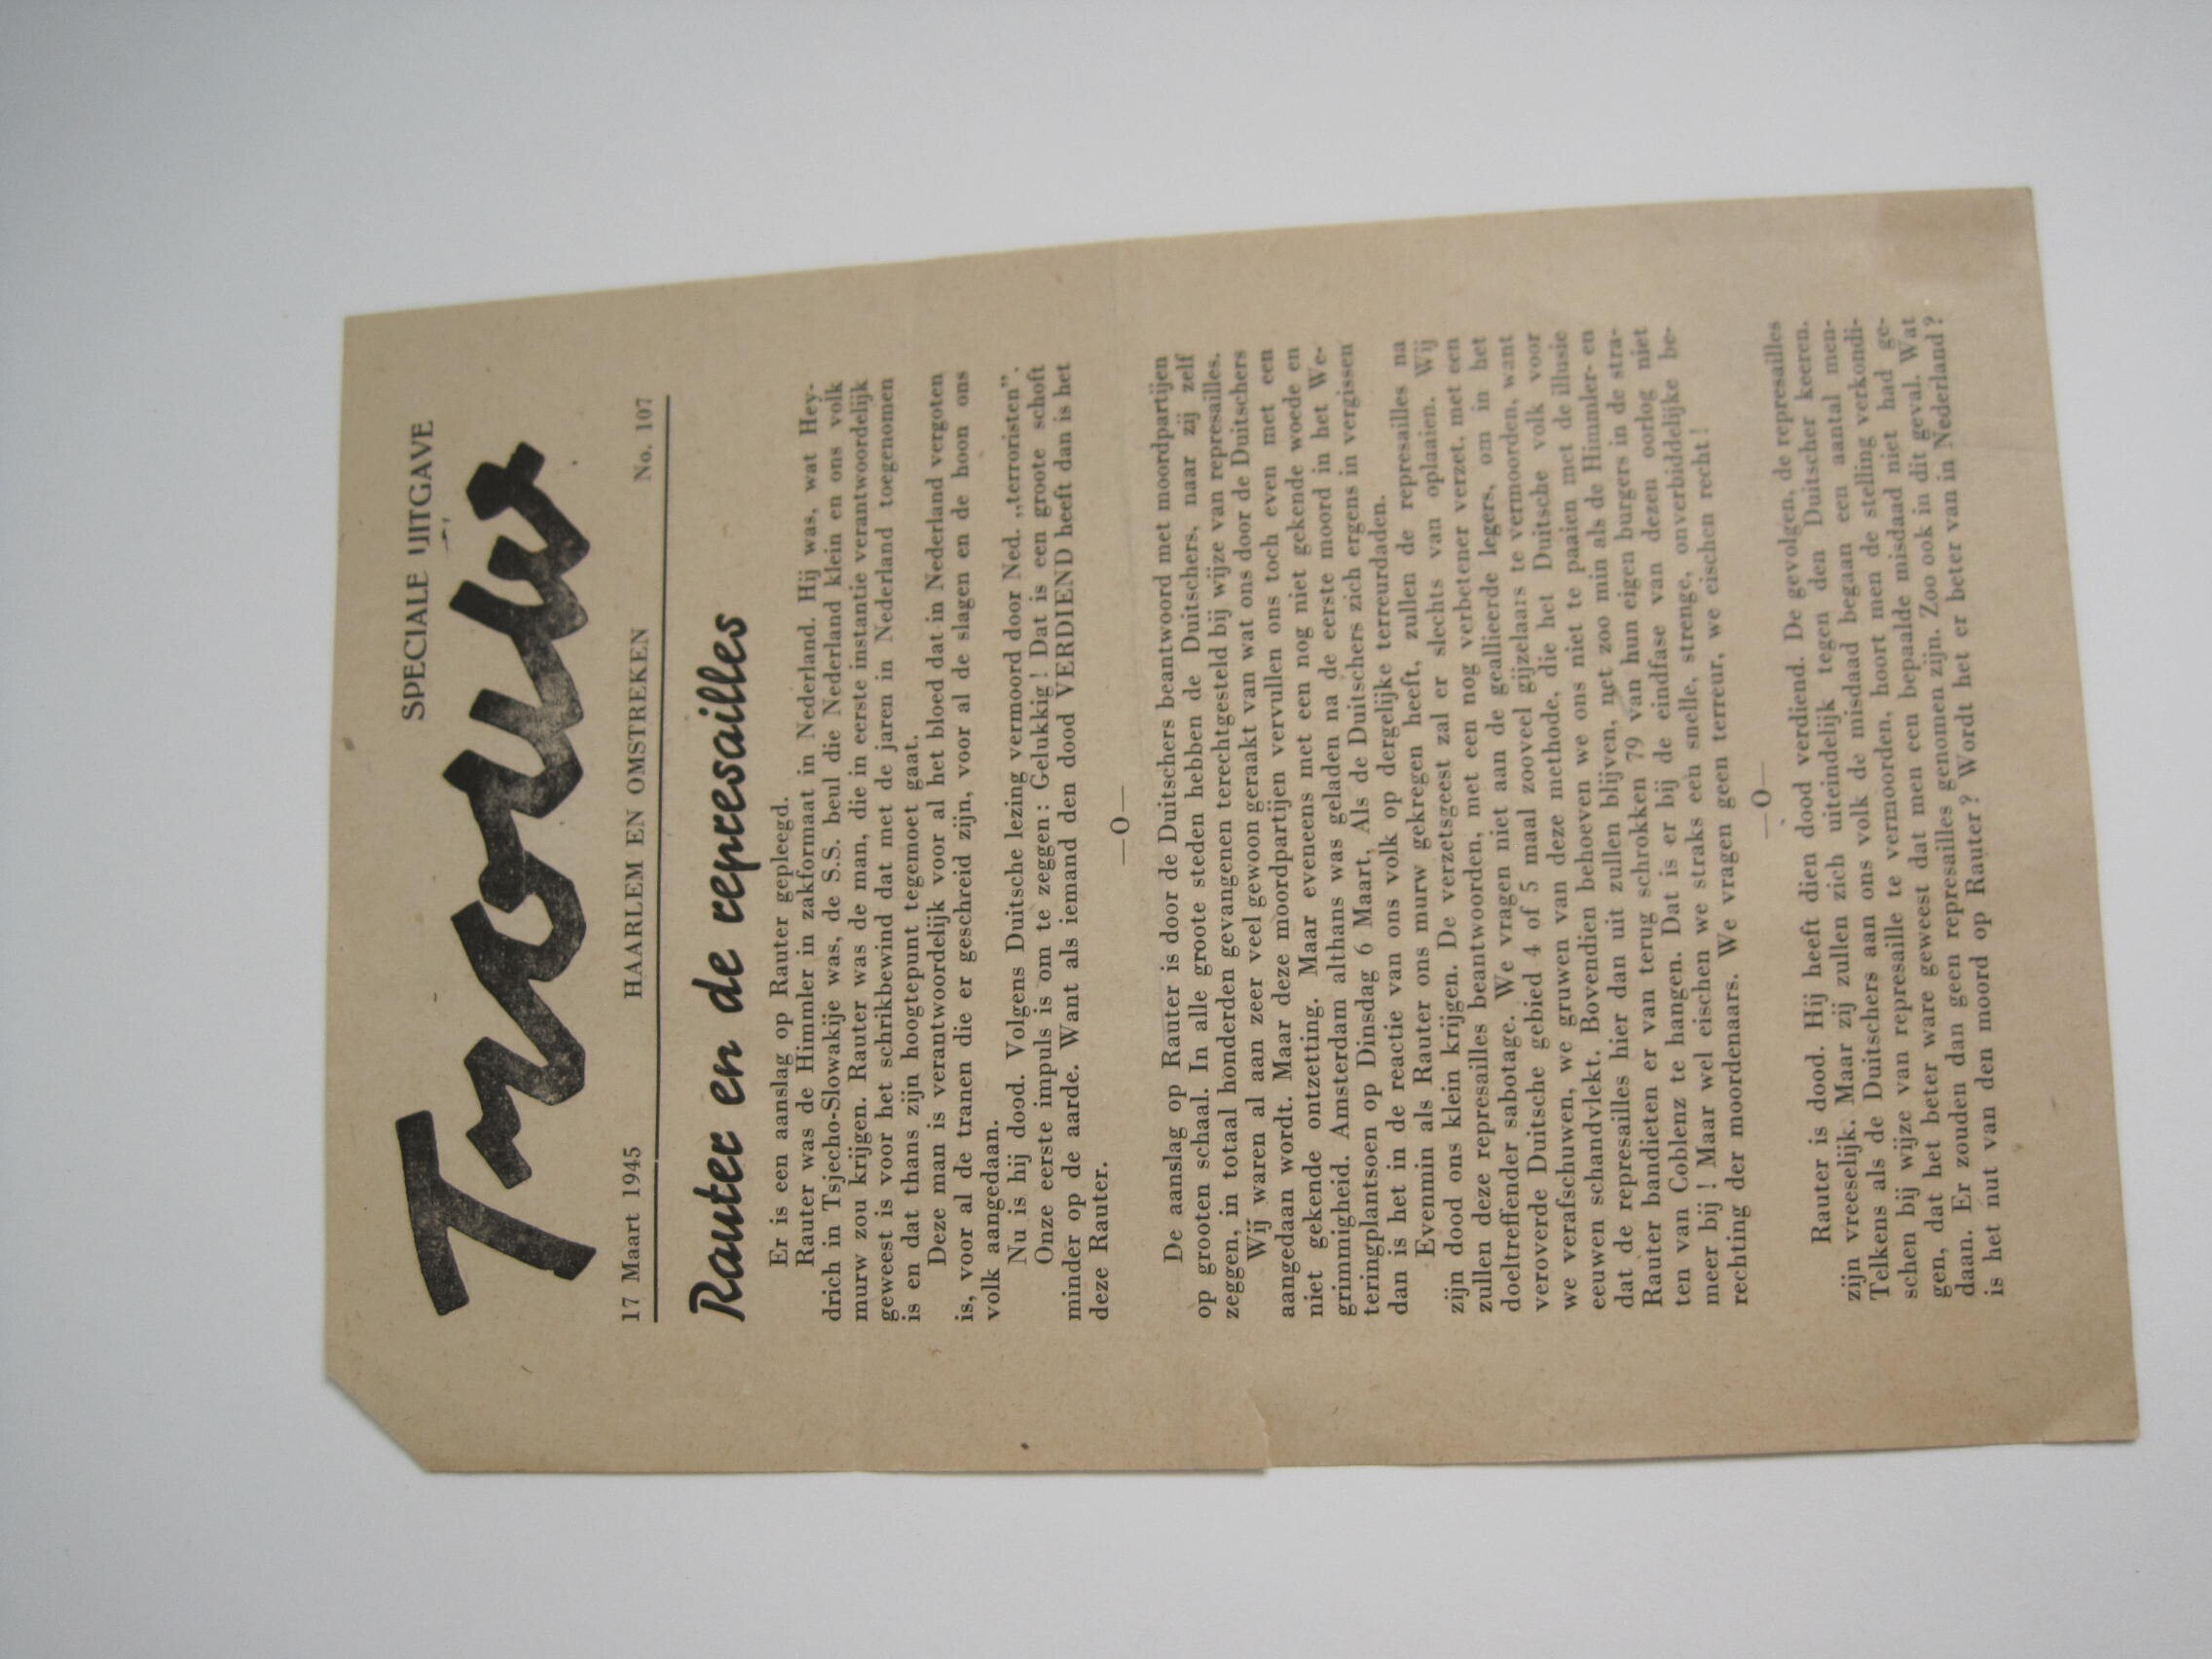 SPECIALE UITGAVE
Trouw
17 Maart 1945 HAARLEM EN OMSTREKEN No. 107
Rauter en de represailles
Er is een aanslag op Rauter gepleegd.
Rauter was de Himmler in zakformaat in Nederland. Hij was, wat Hey-
drich in Tsjecho-Slowakije was, de S.S. beul die Nederland klein en ons volk
murw zou krijgen. Rauter was de man, die in eerste instantie verantwoordelijk
geweest is voor het schrikbewind dat met de jaren in Nederland toegenomen
is en dat thans zijn hoogtepunt tegemoet gaat.
Deze man is verantwoordelijk voor al het bloed dat in Nederland vergoten
is, voor al de tranen die er geschreid zijn, voor al de slagen en de hoon ons
volk aangedaan.
Nu is hij dood. Volgens Duitsche lezing vermoord door Ned. „terroristen”.
Onze eerste impuls is om te zeggen: Gelukkig! Dat is een groote schoft
minder op de aarde. Want als iemand den dood VERDIEND heeft dan is het
deze Rauter.
—O—
De aanslag op Rauter is door de Duitschers beantwoord met moordpartijen
op grooten schaal. In alle groote steden hebben de Duitschers, naar zij zelf
zeggen, in totaal honderden gevangenen terechtgesteld bij wijze van represailles.
Wij waren al aan zeer veel gewoon geraakt van wat ons door de Duitschers
aangedaan wordt. Maar deze moordpartijen vervullen ons toch even met een
niet gekende ontzetting. Maar eveneens met een nog niet gekende woede en
grimmigheid. Amsterdam althans was geladen na de eerste moord in het We-
teringplantsoen op Dinsdag 6 Maart. Als de Duitschers zich ergens in vergissen
dan is het in de reactie van ons volk op dergelijke terreurdaden.
Evenmin als Rauter ons murw gekregen heeft, zullen de represailles na
zijn dood ons klein krijgen. De verzetsgeest zal er slechts van oplaaien. Wij
zullen deze represailles beantwoorden, met een nog verbetener verzet, met een
doeltreffender sabotage. We vragen niet aan de geallieerde legers, om in het
veroverde Duitsche gebied 4 of 5 maal zooveel gijzelaars te vermoorden, want
we verafschuwen, we gruwen van deze methode, die het Duitsche volk voor
eeuwen schandvlekt. Bovendien behoeven we ons niet te paaien met de illusie
dat de represailles hier dan uit zullen blijven, net zoo min als de Himmler- en
Rauter bandieten er van terug schrokken 79 van hun eigen burgers in de stra-
ten van Coblenz te hangen. Dat is er bij de eindfase van dezen oorlog niet
meer bij! Maar wel eischen we straks een snelle, strenge, onverbiddelijke be-
rechting der moordenaars. We vragen geen terreur, we eischen recht!
—O—
Rauter is dood. Hij heeft dien dood verdiend. De gevolgen, de represailles
zijn vreeselijk. Maar zij zullen zich uiteindelijk tegen den Duitscher keeren.
Telkens als de Duitschers aan ons volk de misdaad begaan een aantal men-
schen bij wijze van represaille te vermoorden, hoort men de stelling verkondi-
gen, dat het beter ware geweest dat men een bepaalde misdaad niet had ge-
daan. Er zouden dan geen represailles genomen zijn. Zoo ook in dit geval. Wat
is het nut van den moord op Rauter? Wordt het er beter van in Nederland?